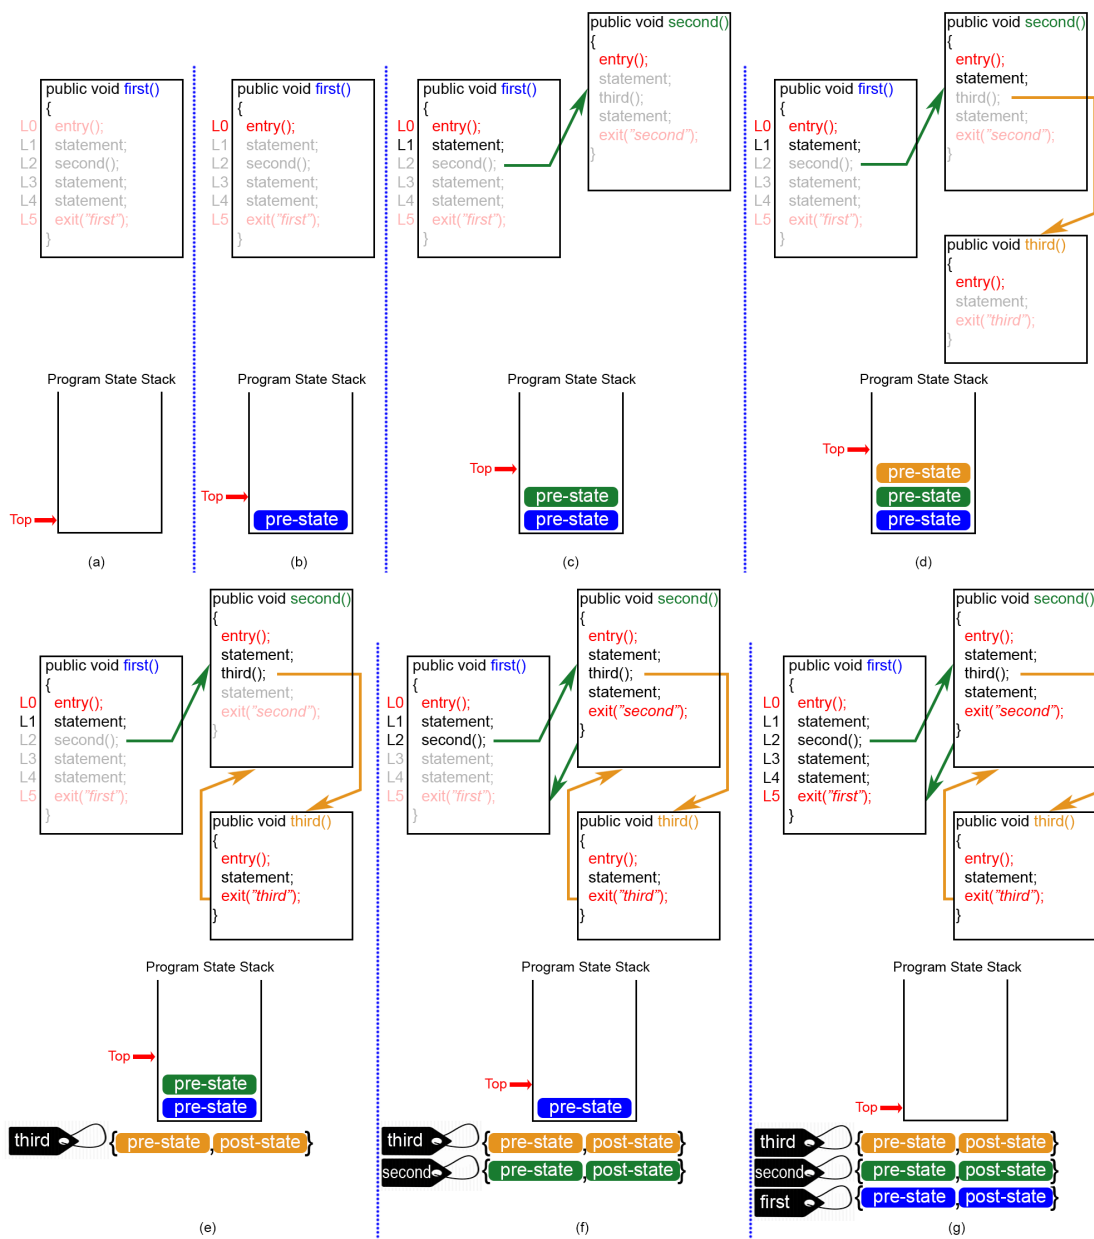 public void first()
{
L0 entry();
L1 statement;
L2 second();
L3 statement;
L4 statement;
L5 exit("first");
}
Program State Stack
Top
(a)
public void first()
{
L0 entry();
L1 statement;
L2 second();
L3 statement;
L4 statement;
L5 exit("first");
}
Program State Stack
Top
pre-state
(b)
public void first()
{
L0 entry();
L1 statement;
L2 second();
L3 statement;
L4 statement;
L5 exit("first");
}
public void second()
{
entry();
statement;
third();
statement;
exit("second");
}
Program State Stack
Top
pre-state
pre-state
(c)
public void first()
{
L0 entry();
L1 statement;
L2 second();
L3 statement;
L4 statement;
L5 exit("first");
}
public void second()
{
entry();
statement;
third();
statement;
exit("second");
}
public void third()
{
entry();
statement;
exit("third");
}
Program State Stack
Top
pre-state
pre-state
pre-state
(d)
public void first()
{
L0 entry();
L1 statement;
L2 second();
L3 statement;
L4 statement;
L5 exit("first");
}
public void second()
{
entry();
statement;
third();
statement;
exit("second");
}
public void third()
{
entry();
statement;
exit("third");
}
Program State Stack
Top
pre-state
pre-state
third {pre-state, post-state}
(e)
public void first()
{
L0 entry();
L1 statement;
L2 second();
L3 statement;
L4 statement;
L5 exit("first");
}
public void second()
{
entry();
statement;
third();
statement;
exit("second");
}
public void third()
{
entry();
statement;
exit("third");
}
Program State Stack
Top
pre-state
third {pre-state, post-state}
second {pre-state, post-state}
(f)
public void first()
{
L0 entry();
L1 statement;
L2 second();
L3 statement;
L4 statement;
L5 exit("first");
}
public void second()
{
entry();
statement;
third();
statement;
exit("second");
}
public void third()
{
entry();
statement;
exit("third");
}
Program State Stack
Top
third {pre-state, post-state}
second {pre-state, post-state}
first {pre-state, post-state}
(g)